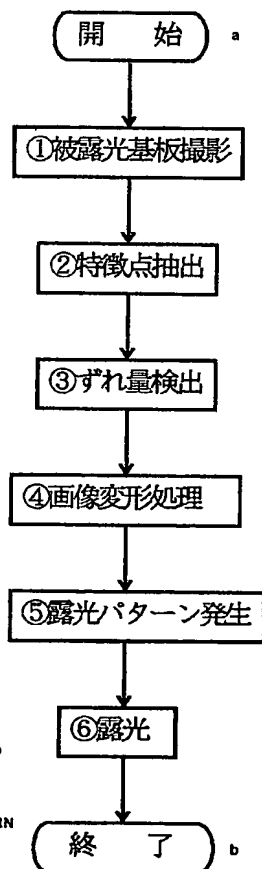 開 始 a
①被露光基板撮影
②特徴点抽出
③ずれ量検出
④画像変形処理
⑤露光パターン発生
⑥露光
RN
終 了 b